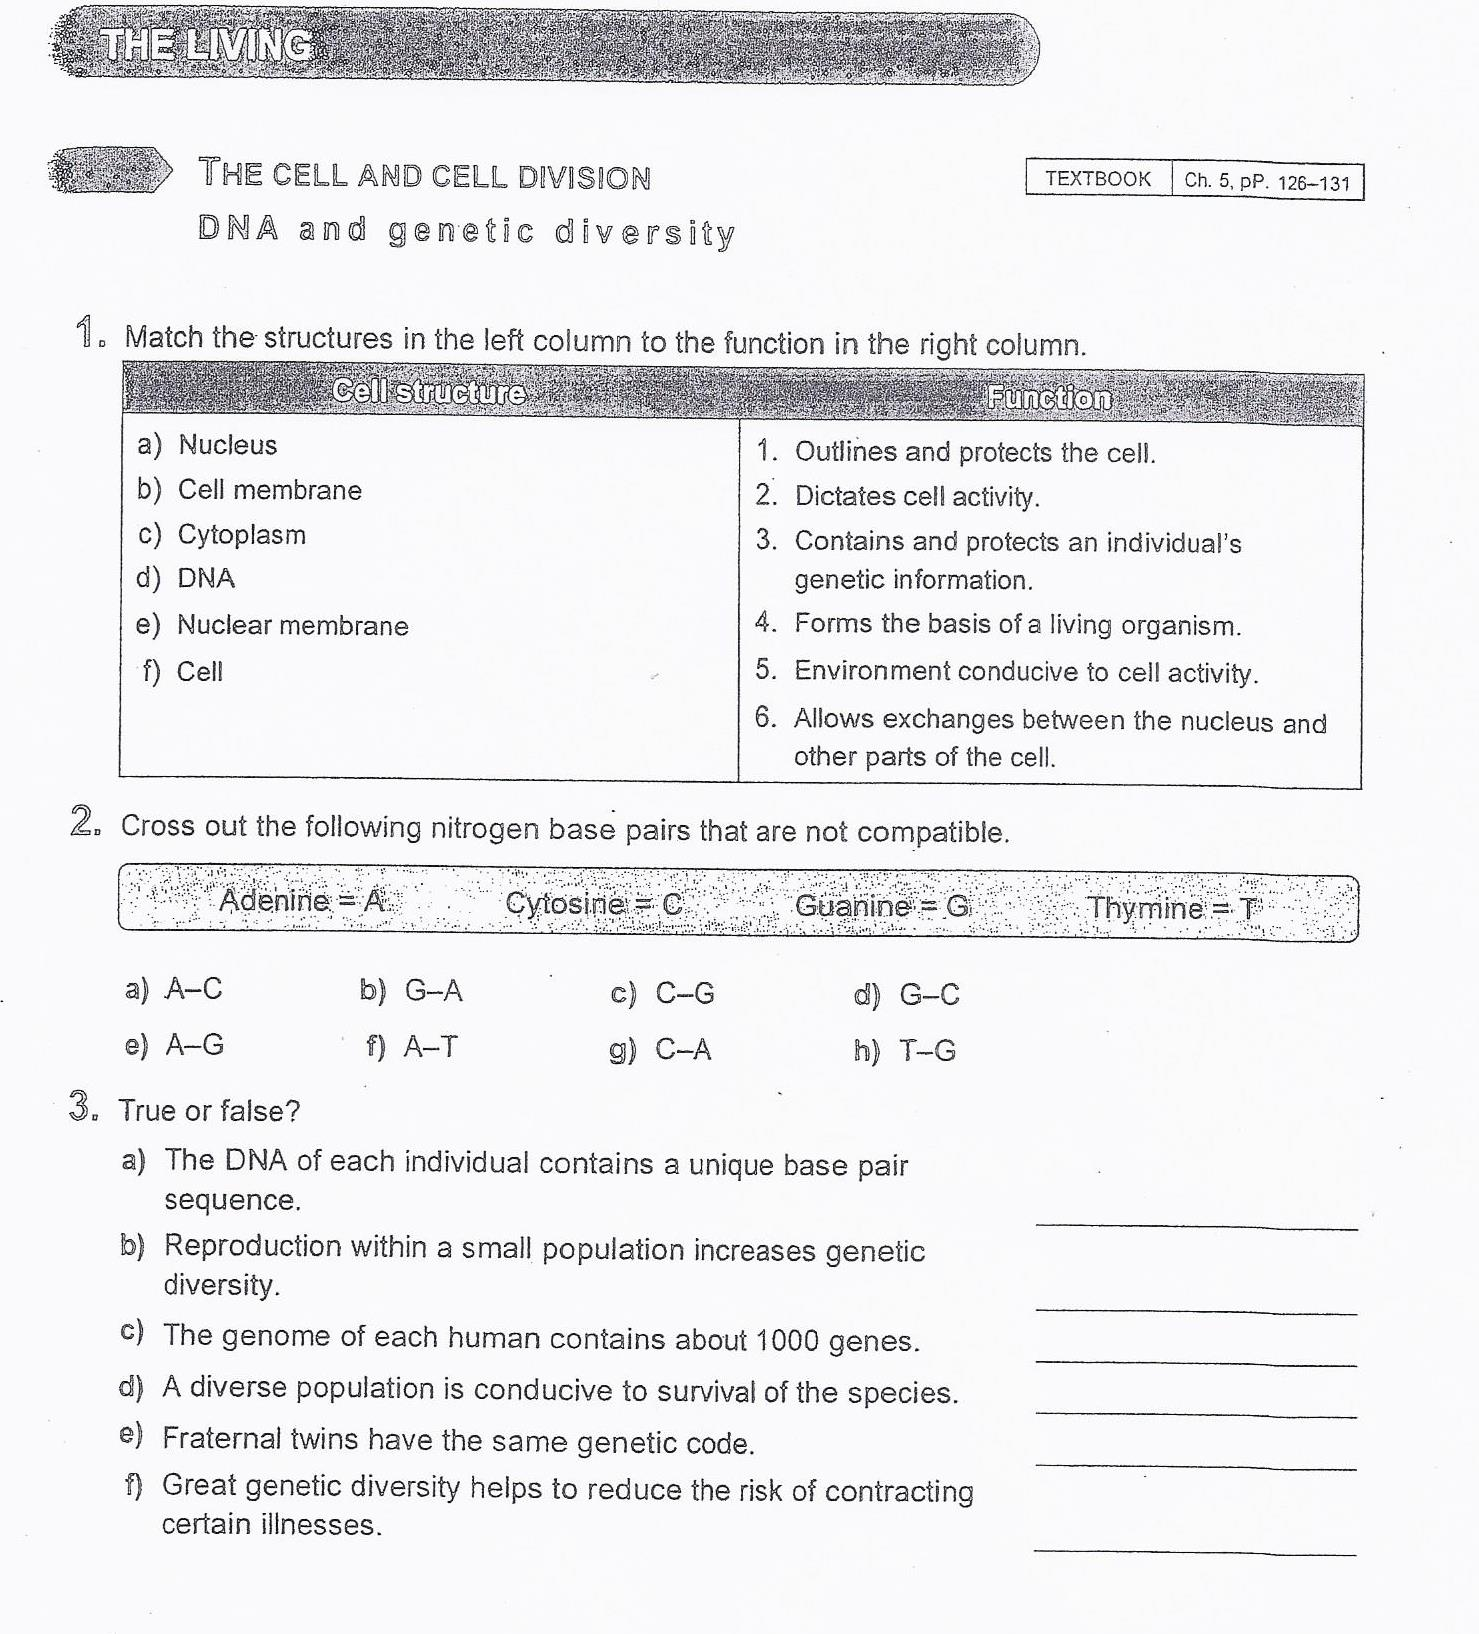 THE LIVING
THE CELL AND CELL DIVISION
TEXTBOOK Ch. 5, pP. 126–131
DNA and genetic diversity
1. Match the structures in the left column to the function in the right column.
Cell structure Function
a) Nucleus
b) Cell membrane
c) Cytoplasm
d) DNA
e) Nuclear membrane
f) Cell
1. Outlines and protects the cell.
2. Dictates cell activity.
3. Contains and protects an individual's
genetic information.
4. Forms the basis of a living organism.
5. Environment conducive to cell activity.
6. Allows exchanges between the nucleus and
other parts of the cell.
2. Cross out the following nitrogen base pairs that are not compatible.
Adenine = A Cytosine = C Guanine = G Thymine = T
a) A–C b) G–A c) C–G d) G–C
e) A–G f) A–T g) C–A h) T–G
3. True or false?
a) The DNA of each individual contains a unique base pair
sequence.
b) Reproduction within a small population increases genetic
diversity.
c) The genome of each human contains about 1000 genes.
d) A diverse population is conducive to survival of the species.
e) Fraternal twins have the same genetic code.
f) Great genetic diversity helps to reduce the risk of contracting
certain illnesses.